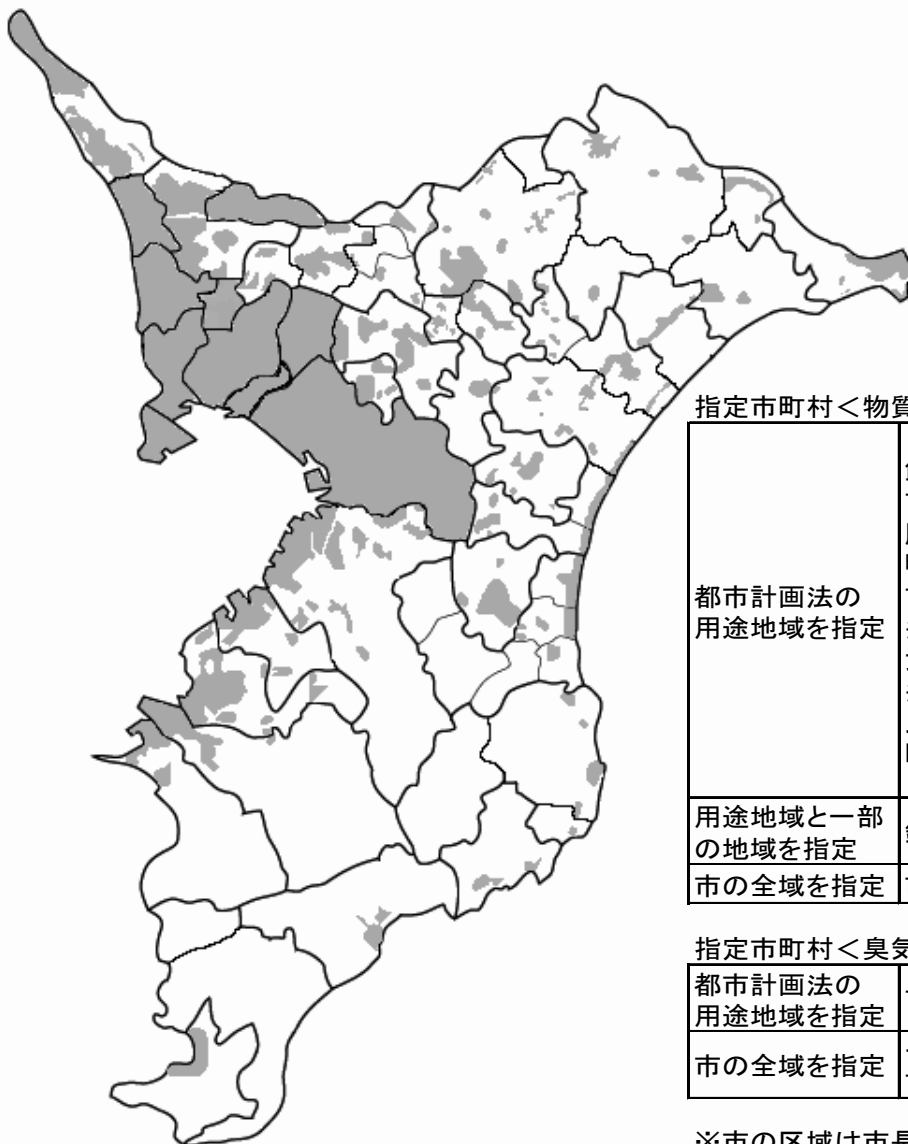 指定市町村＜物質
都市計画法の
用途地域を指定
用途地域と一部
の地域を指定
市の全域を指定
指定市町村＜臭気
都市計画法の
用途地域を指定
市の全域を指定
※市の区域は市長